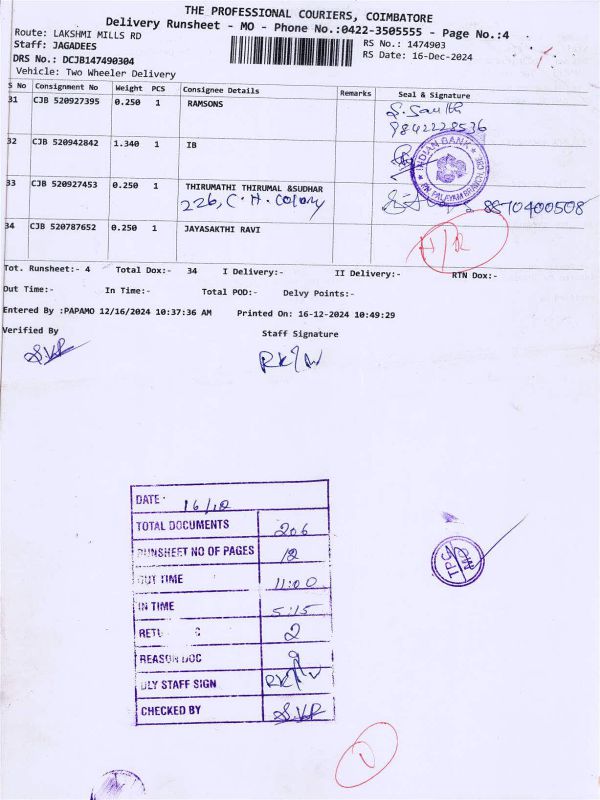 THE PROFESSIONAL COURIERS, COIMBATORE
Delivery Runsheet - MO - Phone No.:0422-3505555 - Page No.:4
Route: LAKSHMI MILLS RD
RS No.: 1474903
Staff: JAGADEES
RS Date: 16-Dec-2024
DRS No.: DCJB147490304
Vehicle: Two Wheeler Delivery
S No Consignment No Weight PCS Consignee Details Remarks Seal & Signature
31 CJB 520927395 0.250 1 RAMSONS
9842228536
32 CJB 520942842 1.340 1 IB
INDIAN BANK
33 CJB 520927453 0.250 1 THIRUMATHI THIRUMAL &SUDHAR
226, C.H. Colony 8870400508
34 CJB 520787652 0.250 1 JAYASAKTHI RAVI
Tot. Runsheet:- 4 Total Dox:- 34 I Delivery:- II Delivery:- RTN Dox:-
Out Time:- In Time:- Total POD:- Delvy Points:-
Entered By :PAPAMO 12/16/2024 10:37:36 AM Printed On: 16-12-2024 10:49:29
Verified By Staff Signature
S.V.R
DATE: 16/12
TOTAL DOCUMENTS 206
RUNSHEET NO OF PAGES 12
OUT TIME 11:00
IN TIME 5:15
2
REASON DOC
DLY STAFF SIGN
CHECKED BY S.V.R